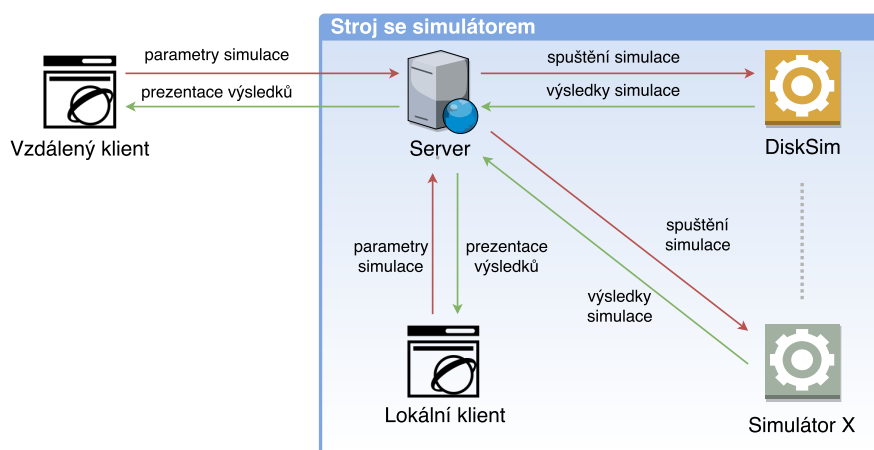 Stroj se simulátorem
parametry simulace
spuštění simulace
prezentace výsledků
výsledky simulace
Vzdálený klient
Server
DiskSim
parametry
simulace
prezentace
výsledků
spuštění
simulace
výsledky
simulace
Lokální klient
Simulátor X